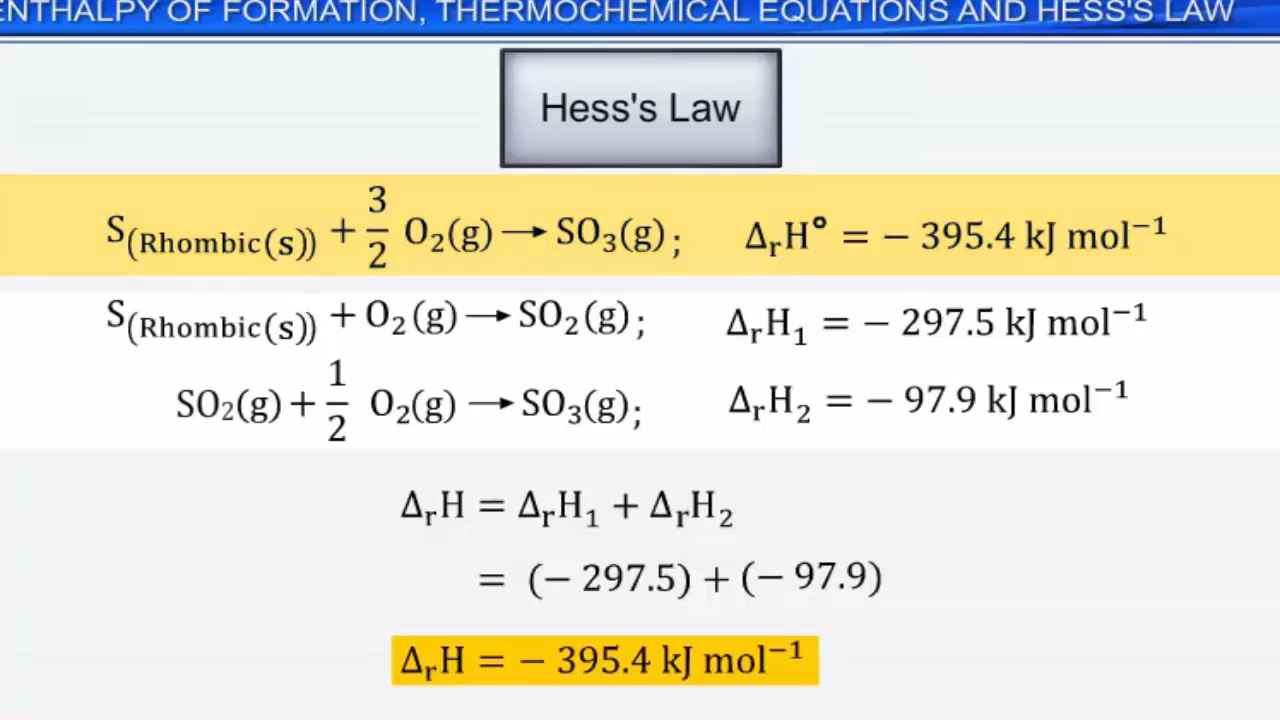 ENTHALPY OF FORMATION, THERMOCHEMICAL EQUATIONS AND HESS'S LAW
Hess's Law
S(Rhombic(s)) + 3/2 O₂(g) ⟶ SO₃(g); ΔᵣH° = − 395.4 kJ mol⁻¹
S(Rhombic(s)) + O₂(g) ⟶ SO₂(g); ΔᵣH₁ = − 297.5 kJ mol⁻¹
SO₂(g) + 1/2 O₂(g) ⟶ SO₃(g); ΔᵣH₂ = − 97.9 kJ mol⁻¹
ΔᵣH = ΔᵣH₁ + ΔᵣH₂
= (− 297.5) + (− 97.9)
ΔᵣH = − 395.4 kJ mol⁻¹